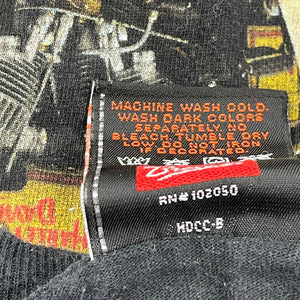 MACHINE WASH COLD.
WASH DARK COLORS
SEPARATELY. NO
BLEACH. TUMBLE DRY
LOW. DO NOT IRON
IF DECORATED.
RN# 102050
HDCC-B